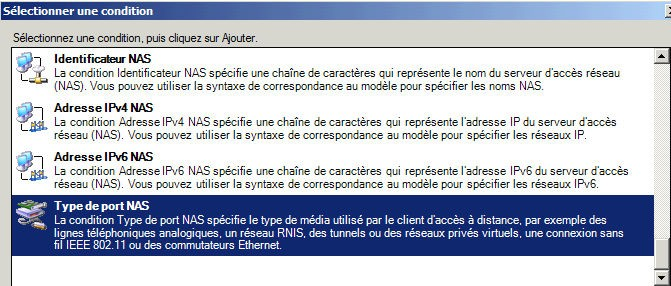 Sélectionner une condition
Sélectionnez une condition, puis cliquez sur Ajouter.
Identificateur NAS
La condition Identificateur NAS spécifie une chaîne de caractères qui représente le nom du serveur d'accès réseau
(NAS). Vous pouvez utiliser la syntaxe de correspondance au modèle pour spécifier les noms NAS.
Adresse IPv4 NAS
La condition Adresse IPv4 NAS spécifie une chaîne de caractères qui représente l'adresse IP du serveur d'accès
réseau (NAS). Vous pouvez utiliser la syntaxe de correspondance au modèle pour spécifier les réseaux IP.
Adresse IPv6 NAS
La condition Adresse IPv6 NAS spécifie une chaîne de caractères qui représente l'adresse IPv6 du serveur d'accès
réseau (NAS). Vous pouvez utiliser la syntaxe de correspondance au modèle pour spécifier les réseaux IPv6.
Type de port NAS
La condition Type de port NAS spécifie le type de média utilisé par le client d'accès à distance, par exemple des
lignes téléphoniques analogiques, un réseau RNIS, des tunnels ou des réseaux privés virtuels, une connexion sans
fil IEEE 802.11 ou des commutateurs Ethernet.